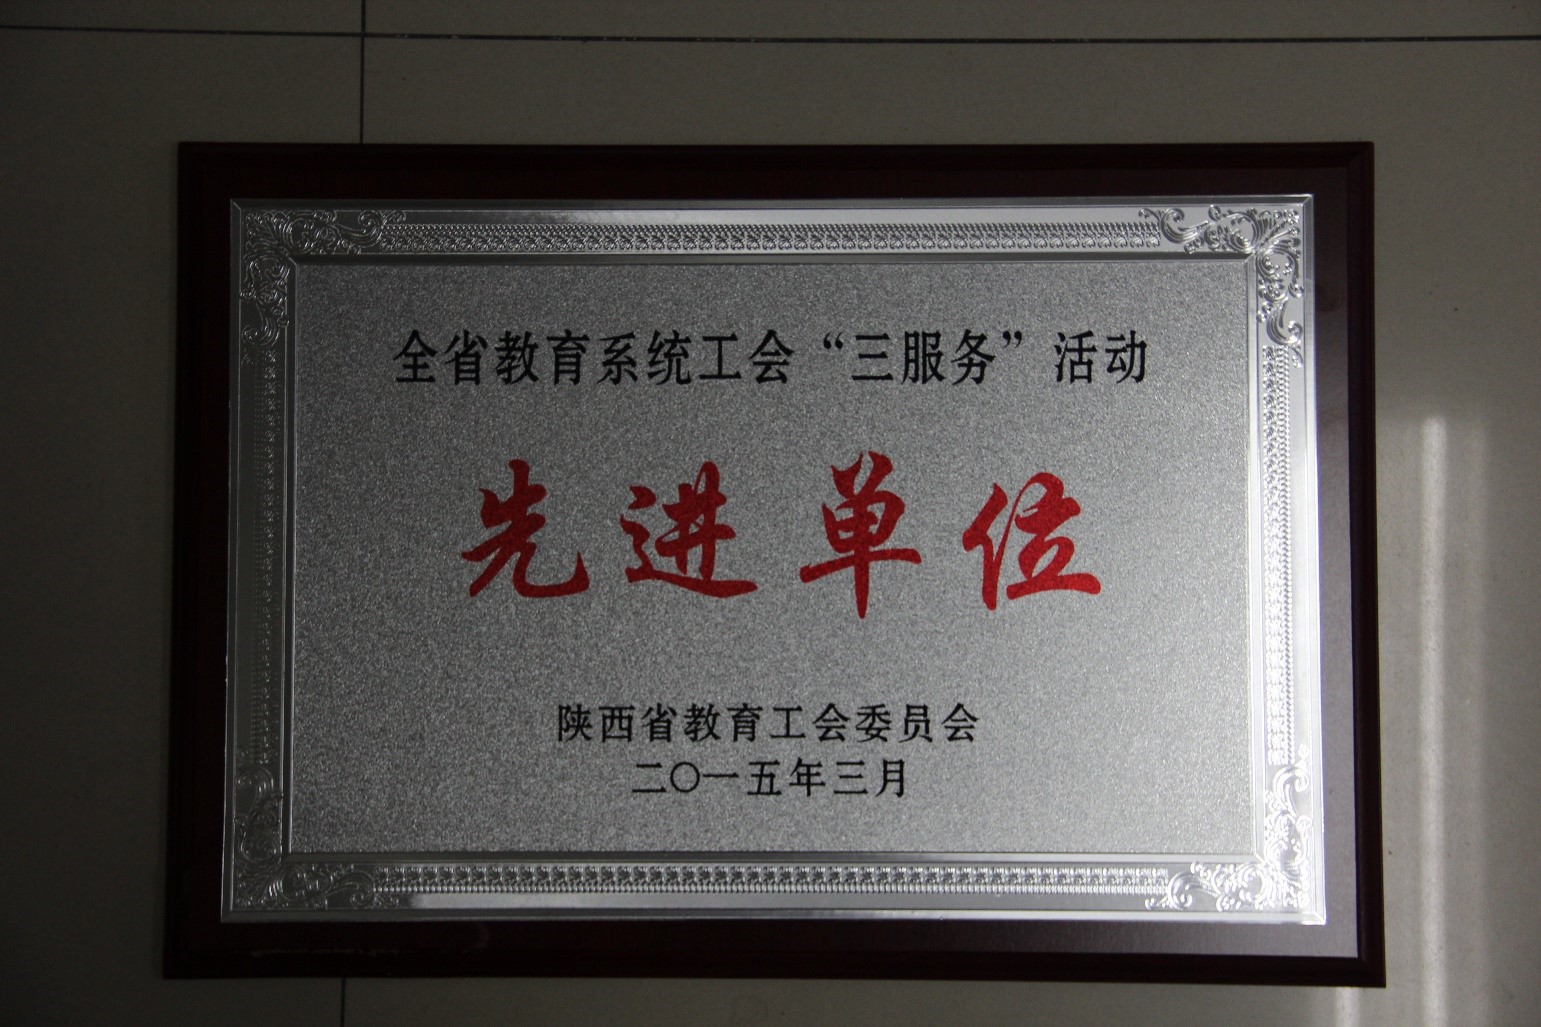 全省教育系统工会“三服务”活动
先进单位
陕西省教育工会委员会
二〇一五年三月